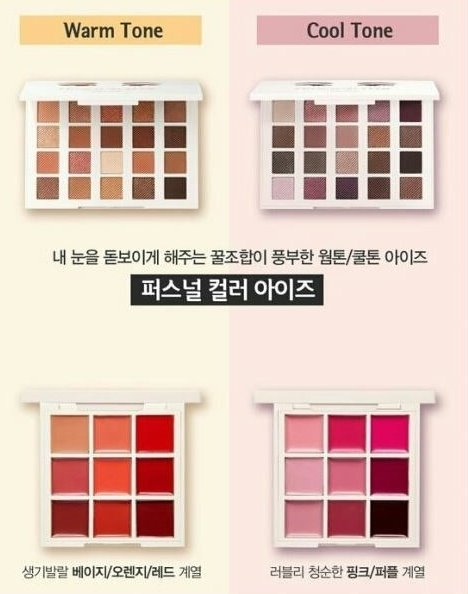 Warm Tone
Cool Tone
내 눈을 돋보이게 해주는 꿀조합이 풍부한 웜톤/쿨톤 아이즈
퍼스널 컬러 아이즈
생기발랄 베이지/오렌지/레드 계열
러블리 청순한 핑크/퍼플 계열